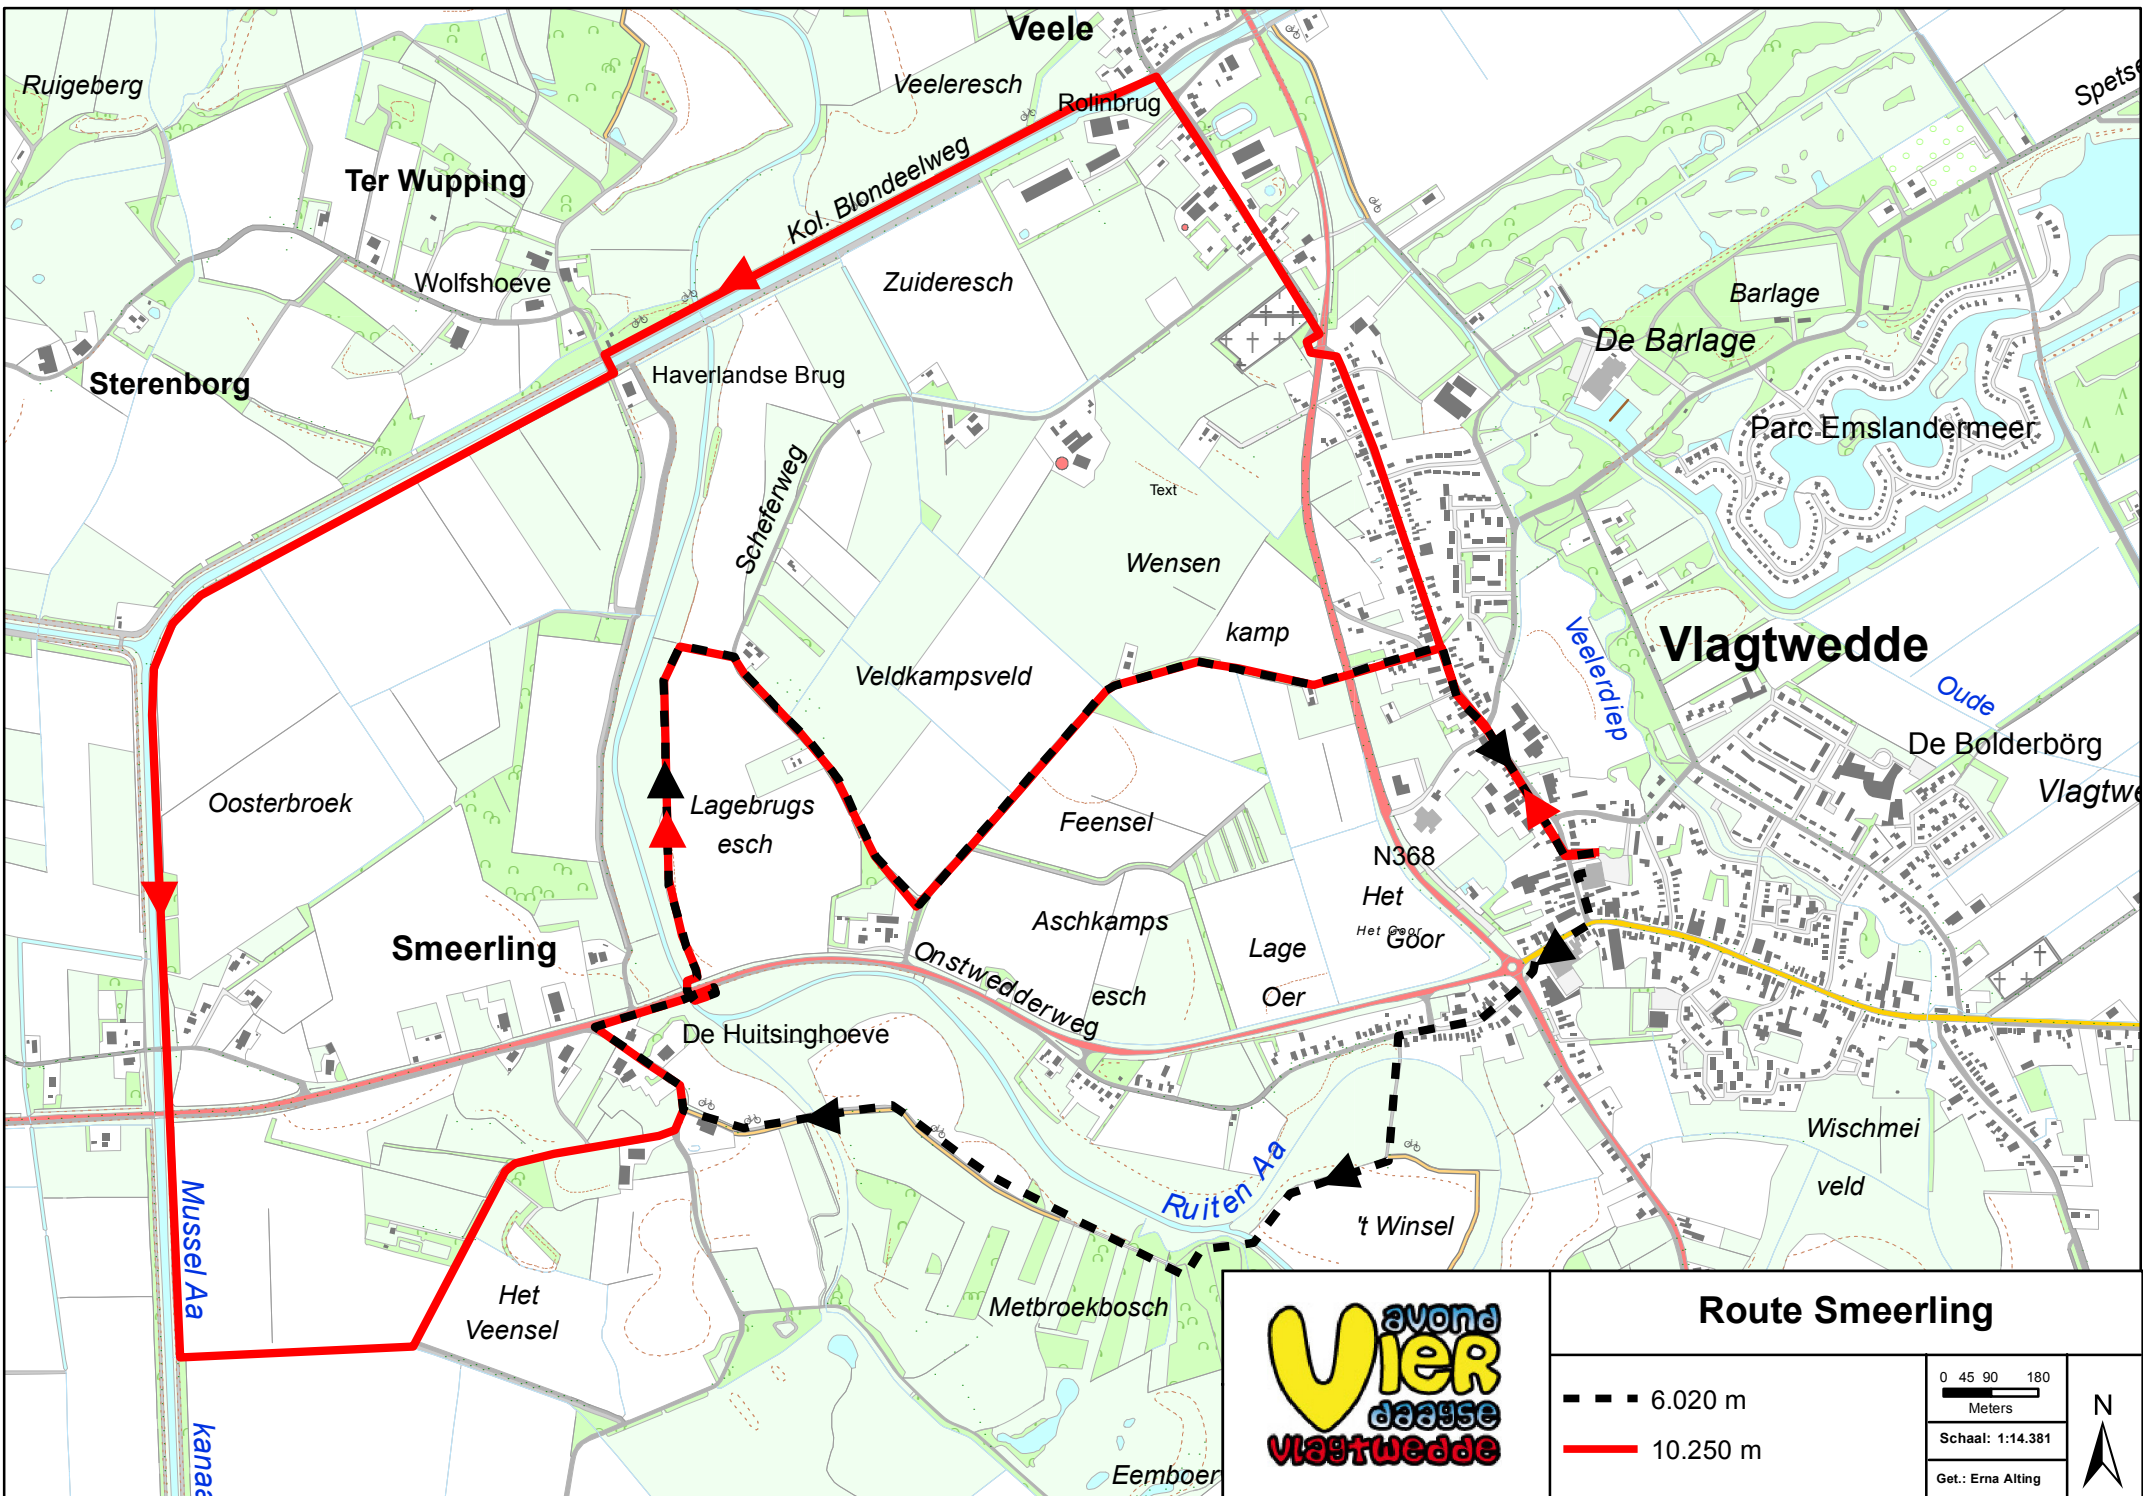 Veele
Ruigeberg
Veeleresch
Rolinbrug
Spetse
Ter Wupping
Kol. Blondeelweg
Wolfshoeve
Zuideresch
Barlage
De Barlage
Sterenborg
Haverlandse Brug
Parc Emslandermeer
Scheferweg
Text
Wensen
kamp
Veelerdiep
Vlagtwedde
Veldkampsveld
Oude
De Bolderbörg
Vlagtwe
Oosterbroek
Lagebrugs
esch
Feensel
N368
Het
Het Goor
Goor
Smeerling
Aschkamps
esch
Lage
Oer
Onstwedderweg
De Huitsinghoeve
Ruiten Aa
Wischmei
veld
't Winsel
Mussel Aa
kanaa
Het
Veensel
Metbroekbosch
Eemboer
avond
VIER
daagse
vlagtwedde
Route Smeerling
6.020 m
10.250 m
0 45 90 180
Meters
Schaal: 1:14.381
Get.: Erna Alting
N